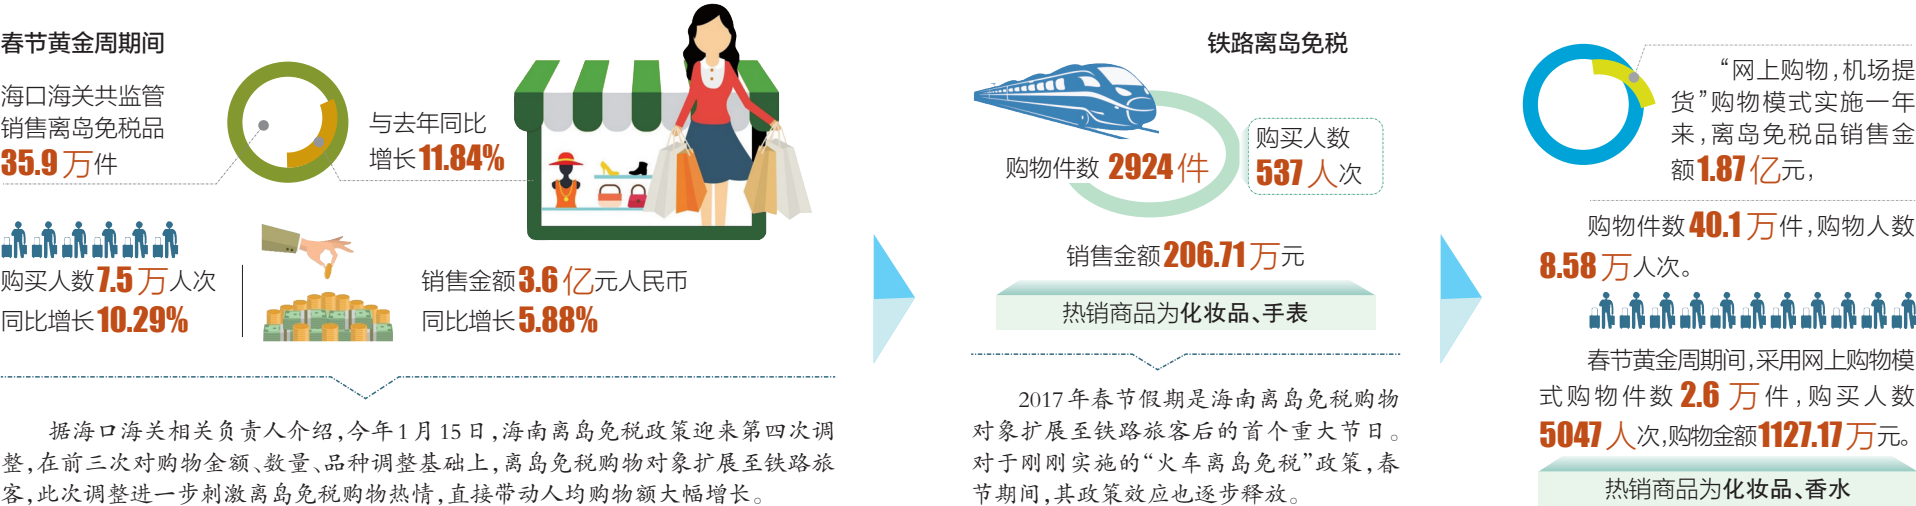 春节黄金周期间
海口海关共监管
销售离岛免税品
35.9万件
与去年同比
增长11.84%
购买人数7.5万人次
同比增长10.29%
销售金额3.6亿元人民币
同比增长5.88%
据海口海关相关负责人介绍,今年1月15日,海南离岛免税政策迎来第四次调
整,在前三次对购物金额、数量、品种调整基础上,离岛免税购物对象扩展至铁路旅
客,此次调整进一步刺激离岛免税购物热情,直接带动人均购物额大幅增长。
铁路离岛免税
购物件数 2924件
购买人数
537人次
销售金额206.71万元
热销商品为化妆品、手表
2017年春节假期是海南离岛免税购物
对象扩展至铁路旅客后的首个重大节日。
对于刚刚实施的“火车离岛免税”政策,春
节期间,其政策效应也逐步释放。
“网上购物,机场提
货”购物模式实施一年
来,离岛免税品销售金
额1.87亿元,
购物件数40.1万件,购物人数
8.58万人次。
春节黄金周期间,采用网上购物模
式购物件数2.6万件,购买人数
5047人次,购物金额1127.17万元。
热销商品为化妆品、香水